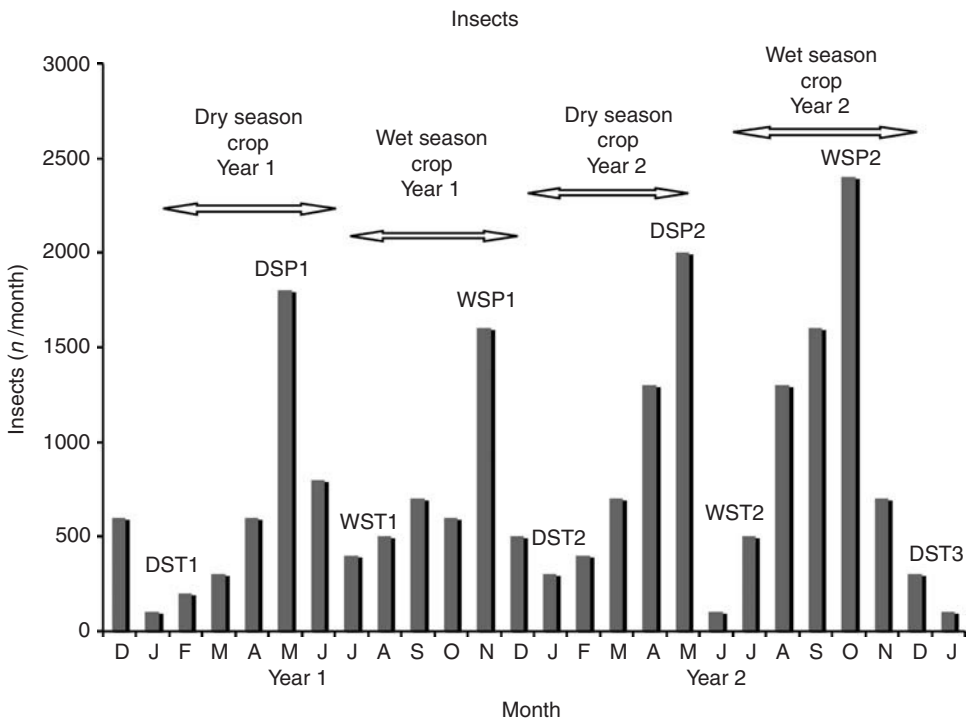 Insects
3000
2500
2000
1500
1000
500
0
Insects (n /month)
Dry season
crop
Year 1
Wet season
crop
Year 1
Dry season
crop
Year 2
Wet season
crop
Year 2
DST1
DSP1
WST1
WSP1
DST2
DSP2
WST2
WSP2
DST3
D J F M A M J J A S O N D J F M A M J J A S O N D J
Year 1 Year 2
Month